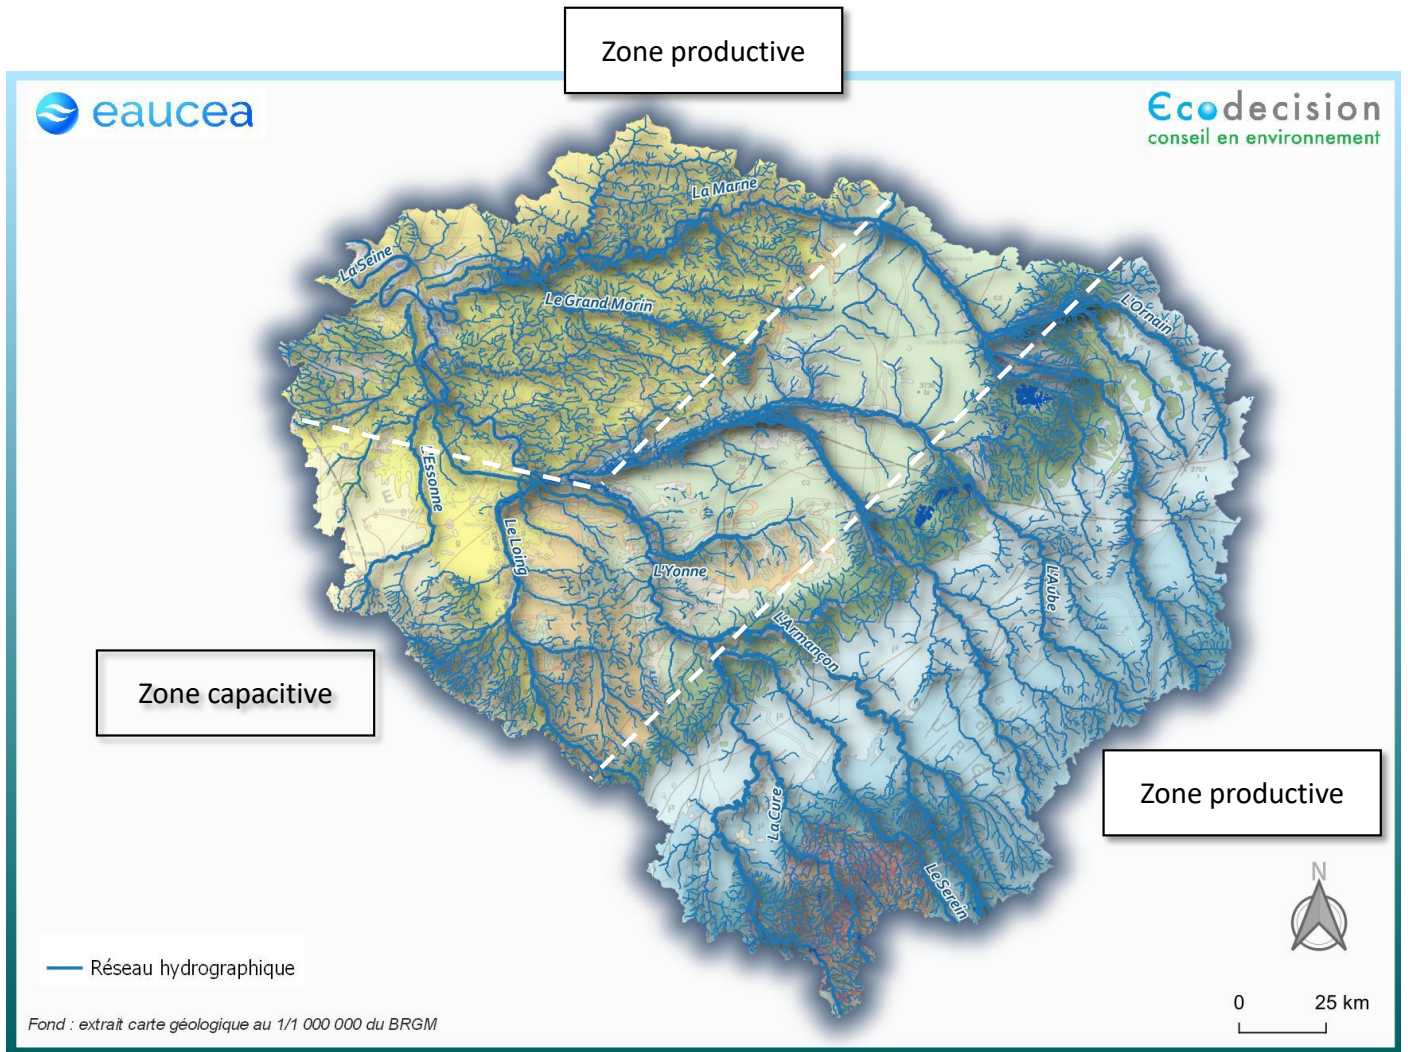 Zone productive
eaucea
Ecodecision
conseil en environnement
La Marne
La Seine
Le Grand Morin
L'Ornain
L'Essonne
Le Loing
L'Yonne
L'Aube
L'Armançon
Zone capacitive
Zone productive
La Cure
Le Serein
N
Réseau hydrographique
0 25 km
Fond : extrait carte géologique au 1/1 000 000 du BRGM